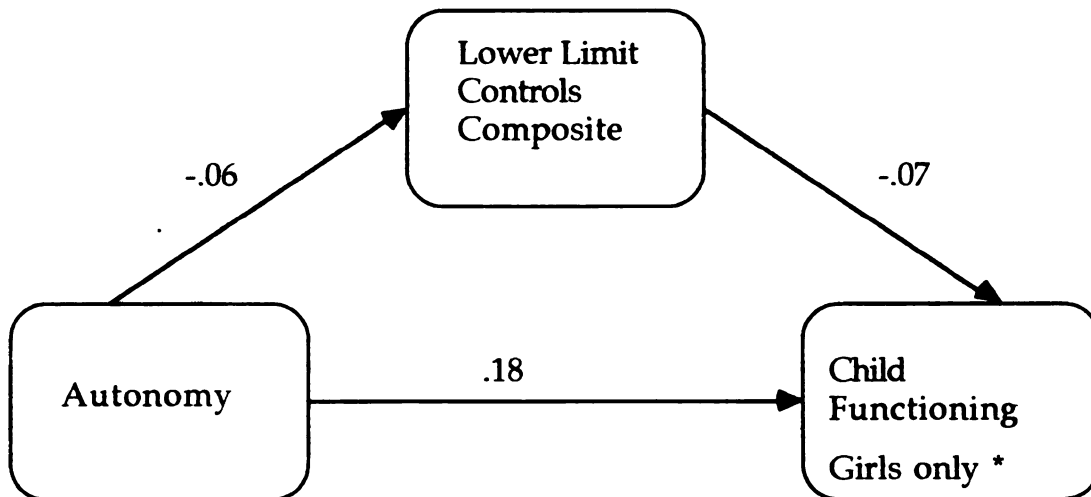 Lower Limit
Controls
Composite
-.06
-.07
Autonomy
.18
Child
Functioning
Girls only *